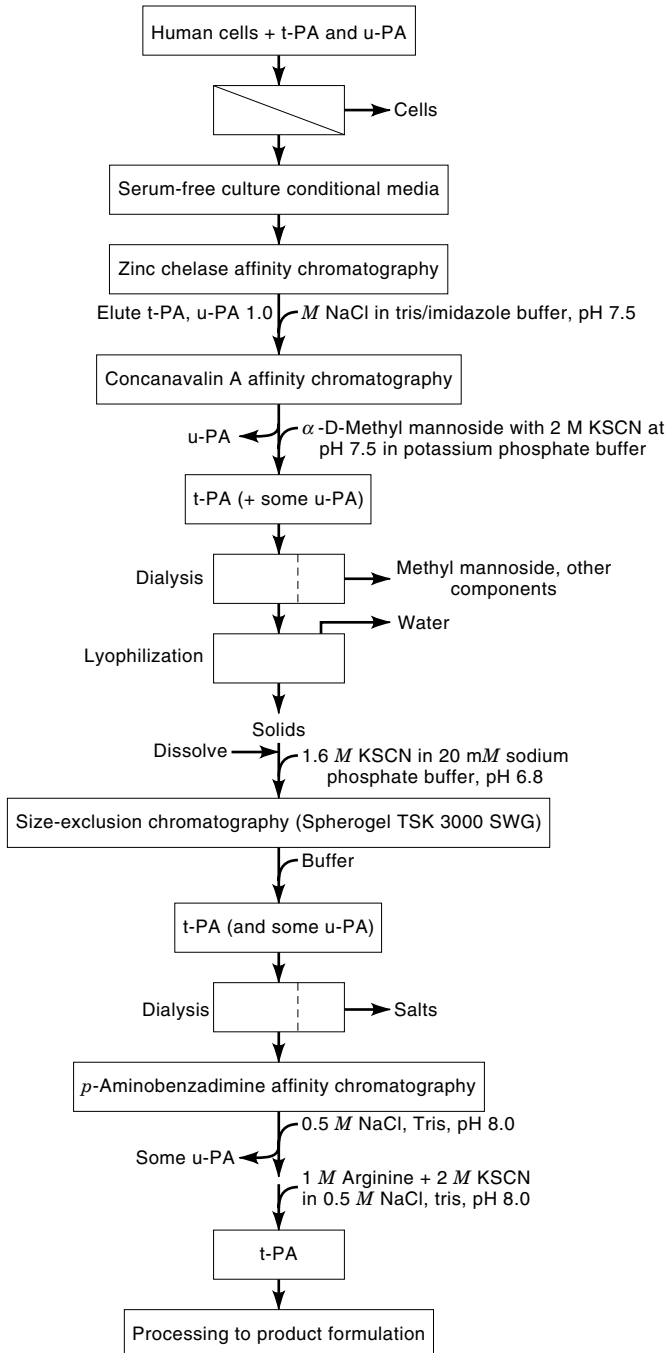 Human cells + t-PA and u-PA
Cells
Serum-free culture conditional media
Zinc chelase affinity chromatography
Elute t-PA, u-PA 1.0 M NaCl in tris/imidazole buffer, pH 7.5
Concanavalin A affinity chromatography
u-PA
α-D-Methyl mannoside with 2 M KSCN at
pH 7.5 in potassium phosphate buffer
t-PA (+ some u-PA)
Dialysis
Methyl mannoside, other
components
Water
Lyophilization
Solids
Dissolve
1.6 M KSCN in 20 mM sodium
phosphate buffer, pH 6.8
Size-exclusion chromatography (Spherogel TSK 3000 SWG)
Buffer
t-PA (and some u-PA)
Dialysis
Salts
p-Aminobenzadimine affinity chromatography
0.5 M NaCl, Tris, pH 8.0
Some u-PA
1 M Arginine + 2 M KSCN
in 0.5 M NaCl, tris, pH 8.0
t-PA
Processing to product formulation